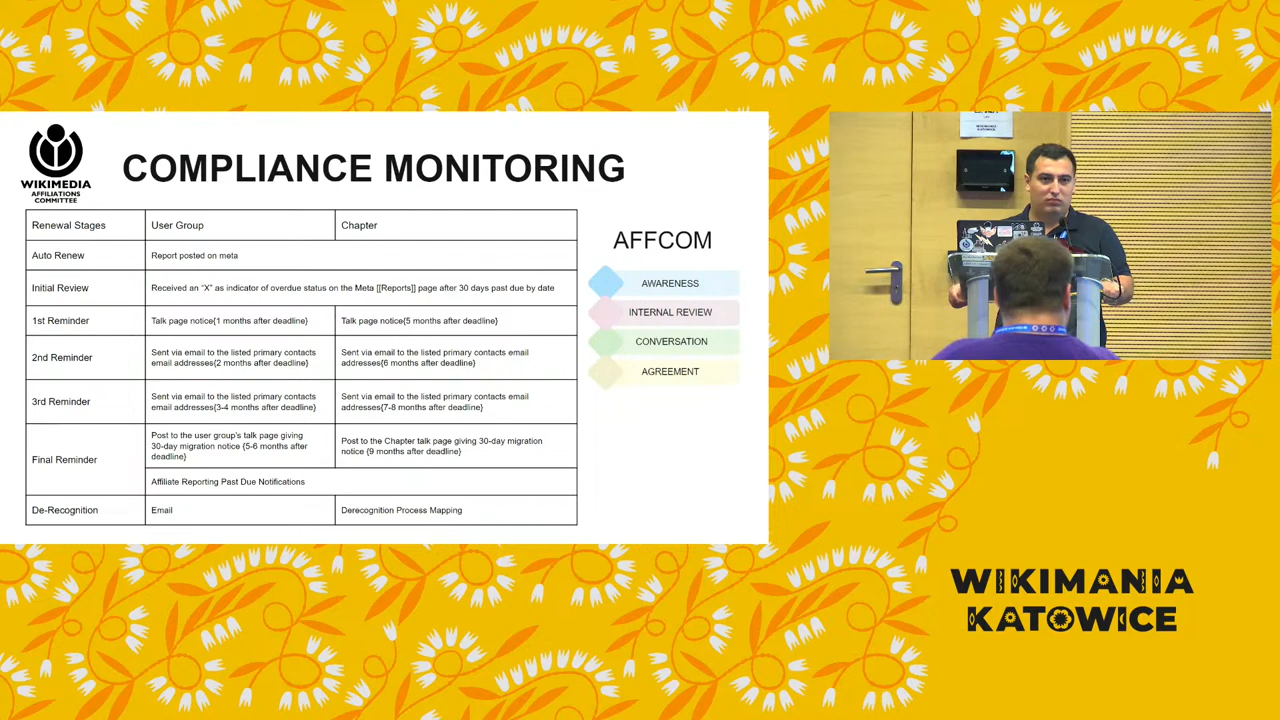 WIKIMEDIA
AFFILIATIONS
COMMITTEE
COMPLIANCE MONITORING
Renewal Stages
User Group
Chapter
Auto Renew
Report posted on meta
Initial Review
Received an "X" as indicator of overdue status on the Meta [[Reports]] page after 30 days past due by date
1st Reminder
Talk page notice{1 months after deadline}
Talk page notice{5 months after deadline}
2nd Reminder
Sent via email to the listed primary contacts
email addresses{2 months after deadline}
Sent via email to the listed primary contacts email
addresses{6 months after deadline}
3rd Reminder
Sent via email to the listed primary contacts
email addresses{3-4 months after deadline}
Sent via email to the listed primary contacts email
addresses{7-8 months after deadline}
Final Reminder
Post to the user group's talk page giving
30-day migration notice {5-6 months after
deadline}
Post to the Chapter talk page giving 30-day migration
notice {9 months after deadline}
Affiliate Reporting Past Due Notifications
De-Recognition
Email
Derecognition Process Mapping
AFFCOM
AWARENESS
INTERNAL REVIEW
CONVERSATION
AGREEMENT
WIKIMANIA
KATOWICE